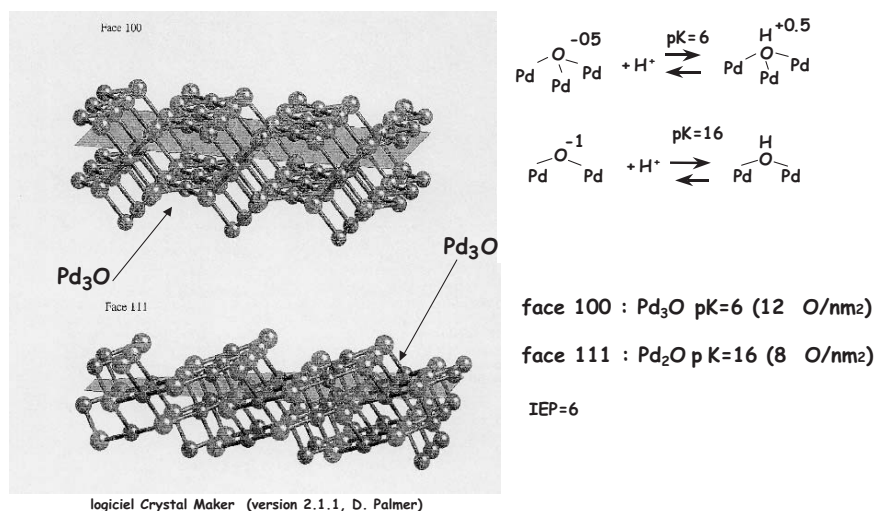 Face 100
Pd₃O
Pd₃O
Face 111
logiciel Crystal Maker (version 2.1.1, D. Palmer)
O-05
Pd Pd
Pd
+ H⁺
pK=6
H+0.5
O
Pd Pd
Pd
O-1
Pd Pd
+ H⁺
pK=16
H
O
Pd Pd
face 100 : Pd₃O pK=6 (12 O/nm2)
face 111 : Pd₂O p K=16 (8 O/nm2)
IEP=6